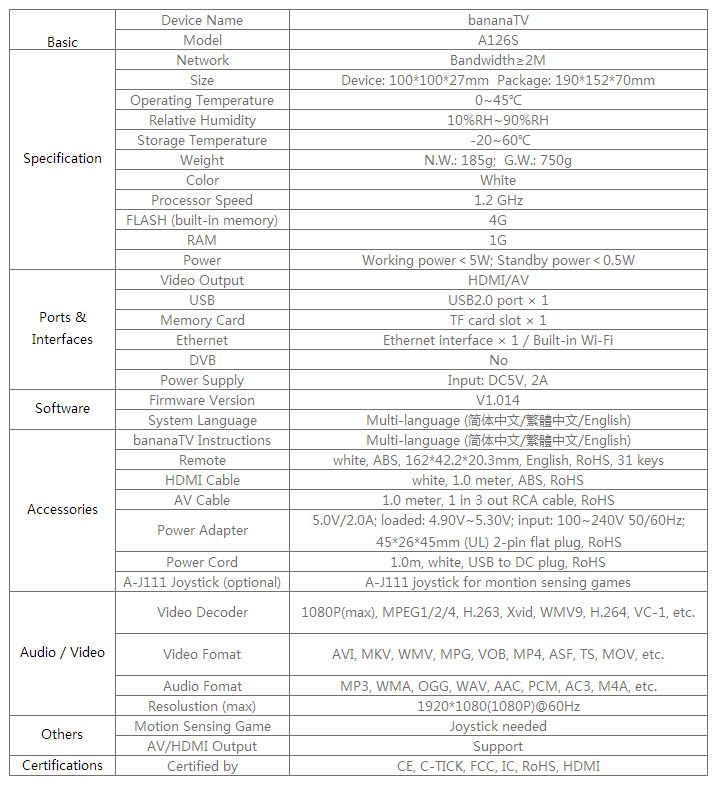 Basic
Device Name bananaTV
Model A126S
Specification
Network Bandwidth≥2M
Size Device: 100*100*27mm Package: 190*152*70mm
Operating Temperature 0~45℃
Relative Humidity 10%RH~90%RH
Storage Temperature -20~60℃
Weight N.W.: 185g; G.W.: 750g
Color White
Processor Speed 1.2 GHz
FLASH (built-in memory) 4G
RAM 1G
Power Working power＜5W; Standby power＜0.5W
Ports &
Interfaces
Video Output HDMI/AV
USB USB2.0 port × 1
Memory Card TF card slot × 1
Ethernet Ethernet interface × 1 / Built-in Wi-Fi
DVB No
Power Supply Input: DC5V, 2A
Software
Firmware Version V1.014
System Language Multi-language (简体中文/繁體中文/English)
Accessories
bananaTV Instructions Multi-language (简体中文/繁體中文/English)
Remote white, ABS, 162*42.2*20.3mm, English, RoHS, 31 keys
HDMI Cable white, 1.0 meter, ABS, RoHS
AV Cable 1.0 meter, 1 in 3 out RCA cable, RoHS
Power Adapter 5.0V/2.0A; loaded: 4.90V~5.30V; input: 100~240V 50/60Hz;
45*26*45mm (UL) 2-pin flat plug, RoHS
Power Cord 1.0m, white, USB to DC plug, RoHS
A-J111 Joystick (optional) A-J111 joystick for montion sensing games
Audio / Video
Video Decoder 1080P(max), MPEG1/2/4, H.263, Xvid, WMV9, H.264, VC-1, etc.
Video Fomat AVI, MKV, WMV, MPG, VOB, MP4, ASF, TS, MOV, etc.
Audio Fomat MP3, WMA, OGG, WAV, AAC, PCM, AC3, M4A, etc.
Resolustion (max) 1920*1080(1080P)@60Hz
Others
Motion Sensing Game Joystick needed
AV/HDMI Output Support
Certifications Certified by CE, C-TICK, FCC, IC, RoHS, HDMI